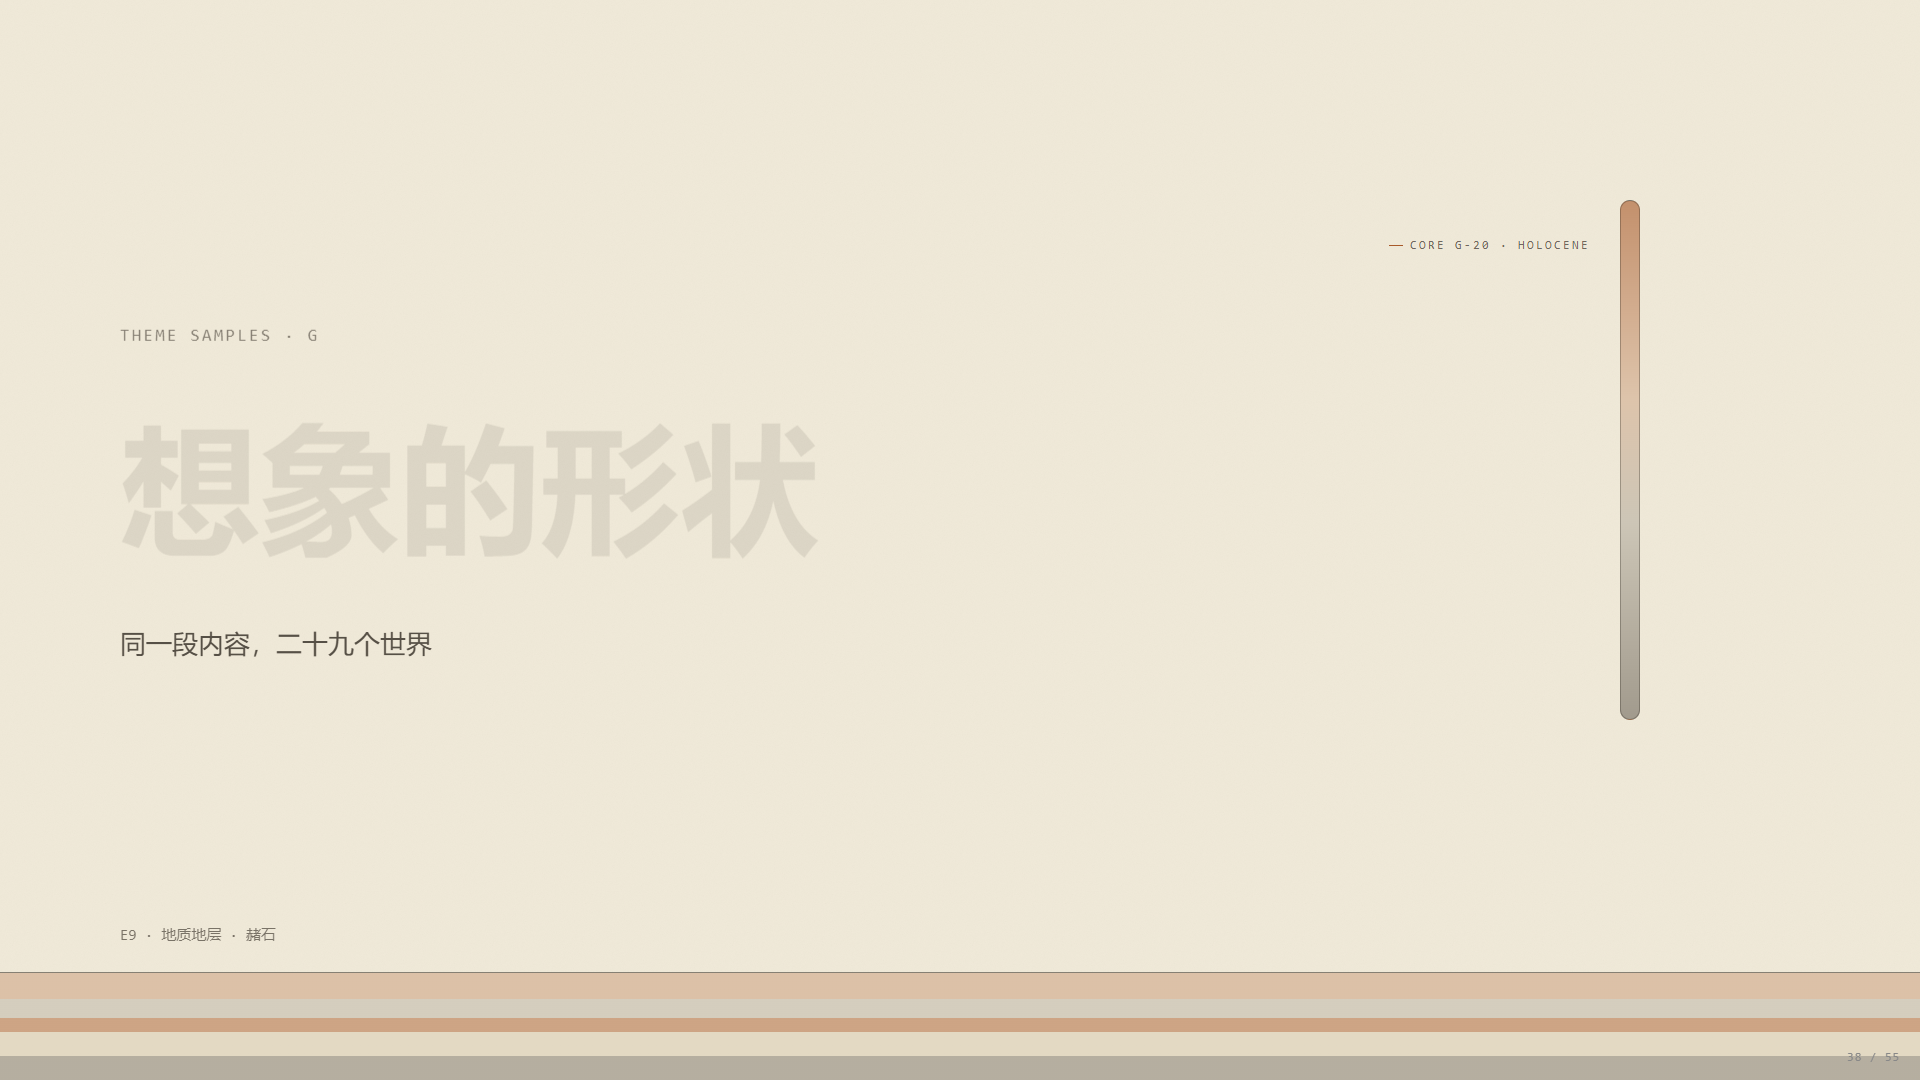 CORE G-20 · HOLOCENE
THEME SAMPLES · G
想象的形状
同一段内容，二十九个世界
E9 · 地质地层 · 赭石
38 / 55